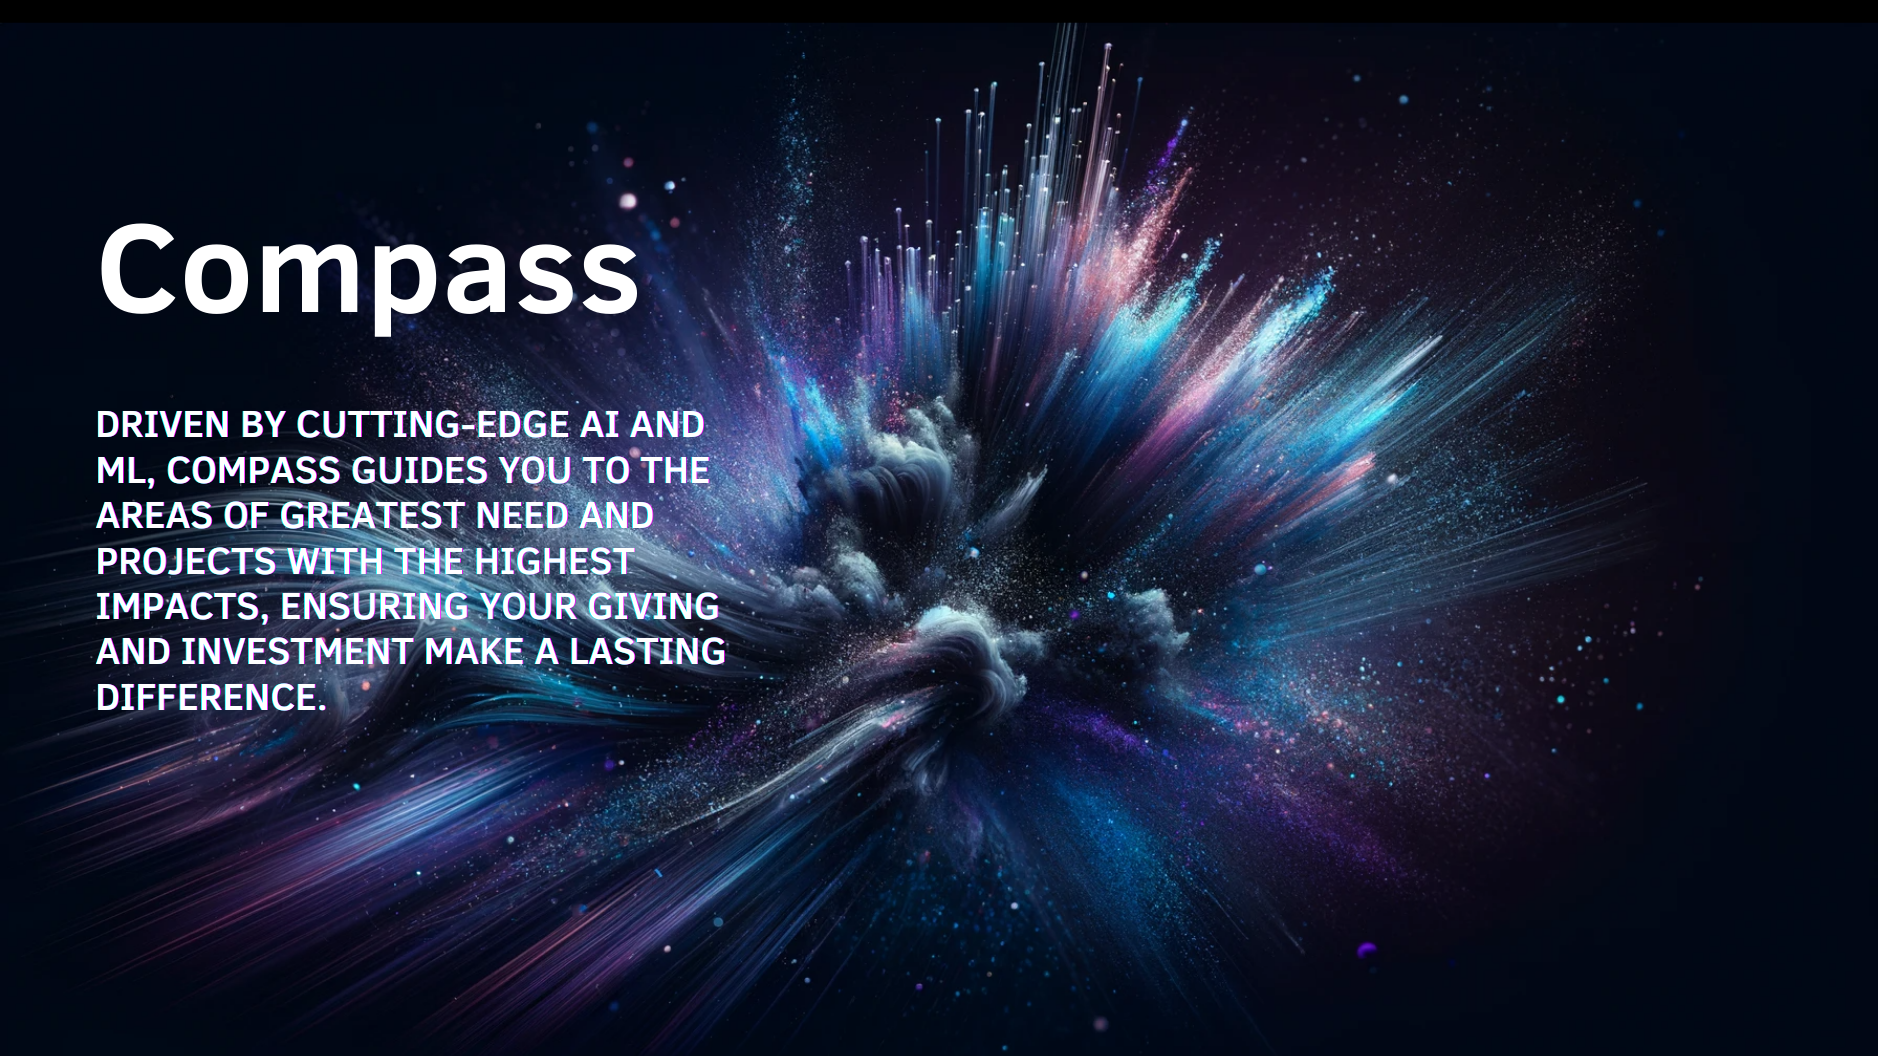 Compass
DRIVEN BY CUTTING-EDGE AI AND
ML, COMPASS GUIDES YOU TO THE
AREAS OF GREATEST NEED AND
PROJECTS WITH THE HIGHEST
IMPACTS, ENSURING YOUR GIVING
AND INVESTMENT MAKE A LASTING
DIFFERENCE.